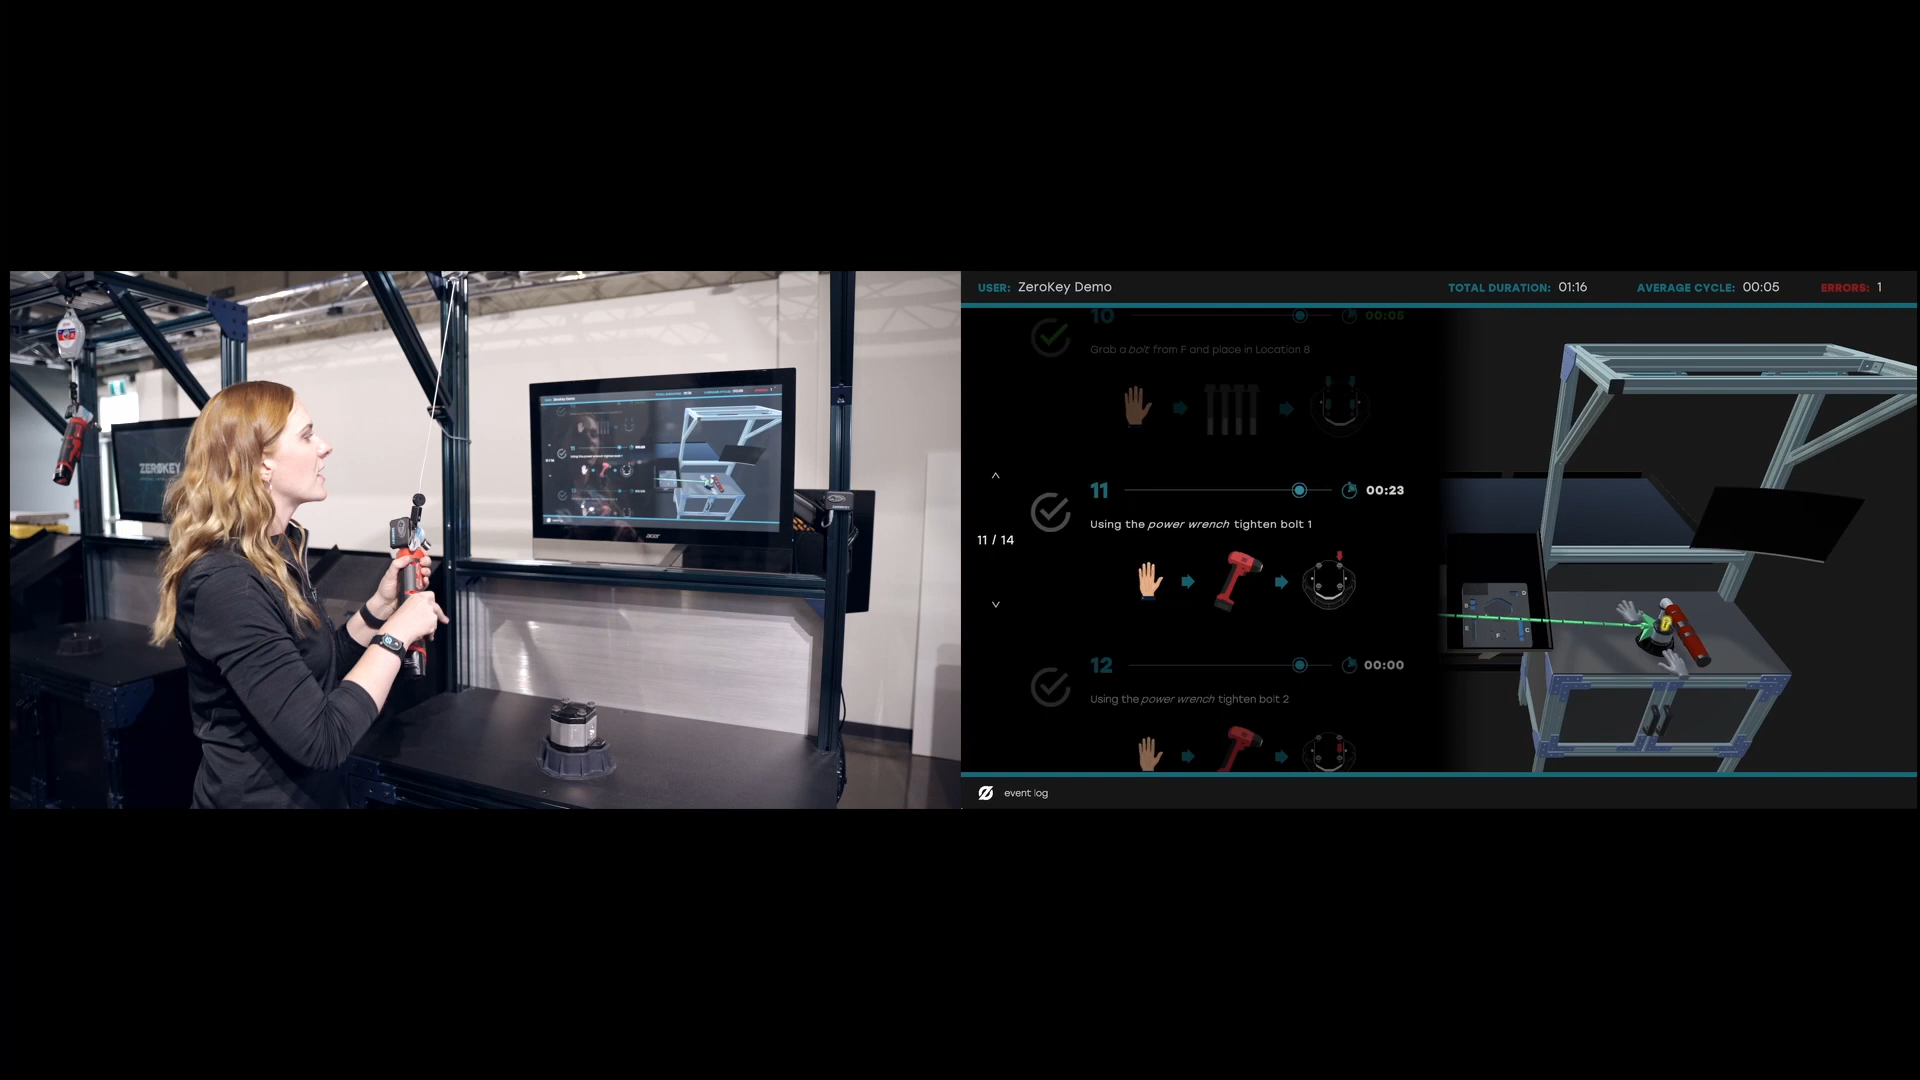 ZERØKEY
acer
USER: ZeroKey Demo
TOTAL DURATION: 01:16
AVERAGE CYCLE: 00:05
ERRORS: 1
10
00:05
Grab a bolt from F and place in Location 8
11
00:23
Using the power wrench tighten bolt 1
11 / 14
12
00:00
Using the power wrench tighten bolt 2
D
C
E
F
event log